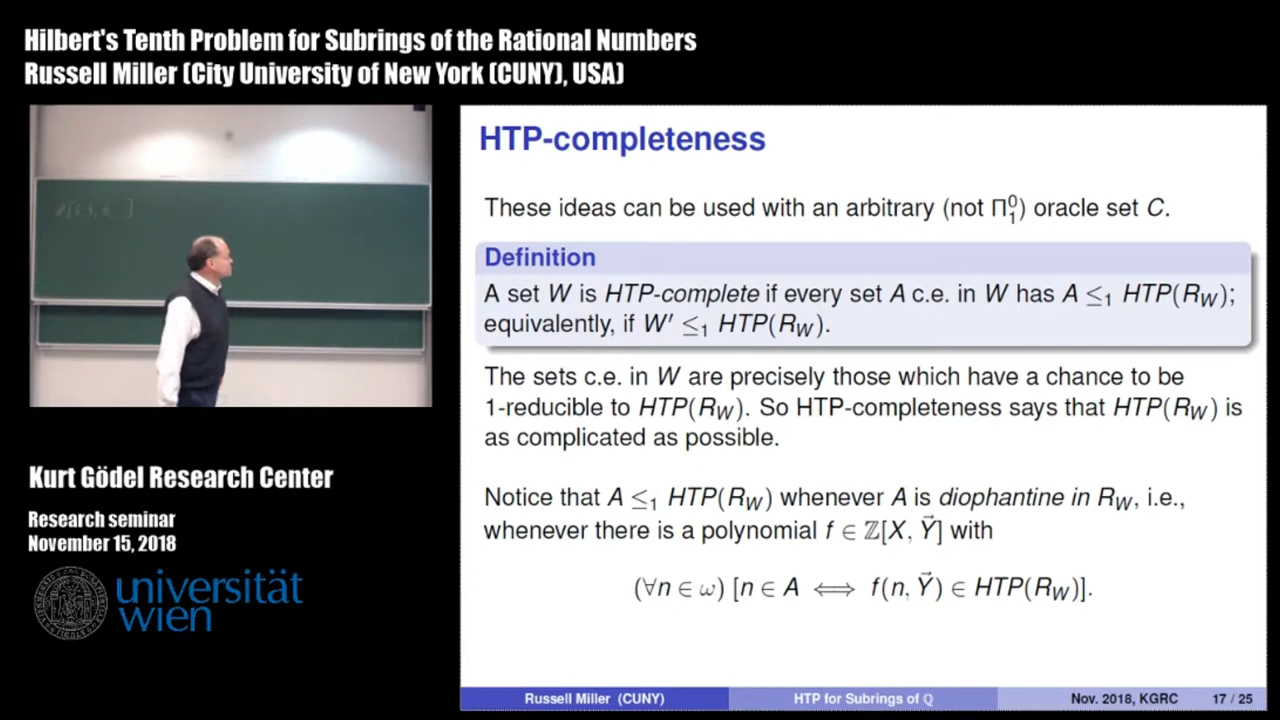 Hilbert's Tenth Problem for Subrings of the Rational Numbers
Russell Miller (City University of New York (CUNY), USA)
HTP-completeness
These ideas can be used with an arbitrary (not Π⁰₁) oracle set C.
Definition
A set W is HTP-complete if every set A c.e. in W has A ≤₁ HTP(R_W);
equivalently, if W′ ≤₁ HTP(R_W).
The sets c.e. in W are precisely those which have a chance to be
1-reducible to HTP(R_W). So HTP-completeness says that HTP(R_W) is
as complicated as possible.
Notice that A ≤₁ HTP(R_W) whenever A is diophantine in R_W, i.e.,
whenever there is a polynomial f ∈ ℤ[X, Y⃗] with
(∀n ∈ ω) [n ∈ A ⟺ f(n, Y⃗) ∈ HTP(R_W)].
Kurt Gödel Research Center
Research seminar
November 15, 2018
universität
wien
Russell Miller (CUNY) HTP for Subrings of ℚ Nov. 2018, KGRC 17 / 25